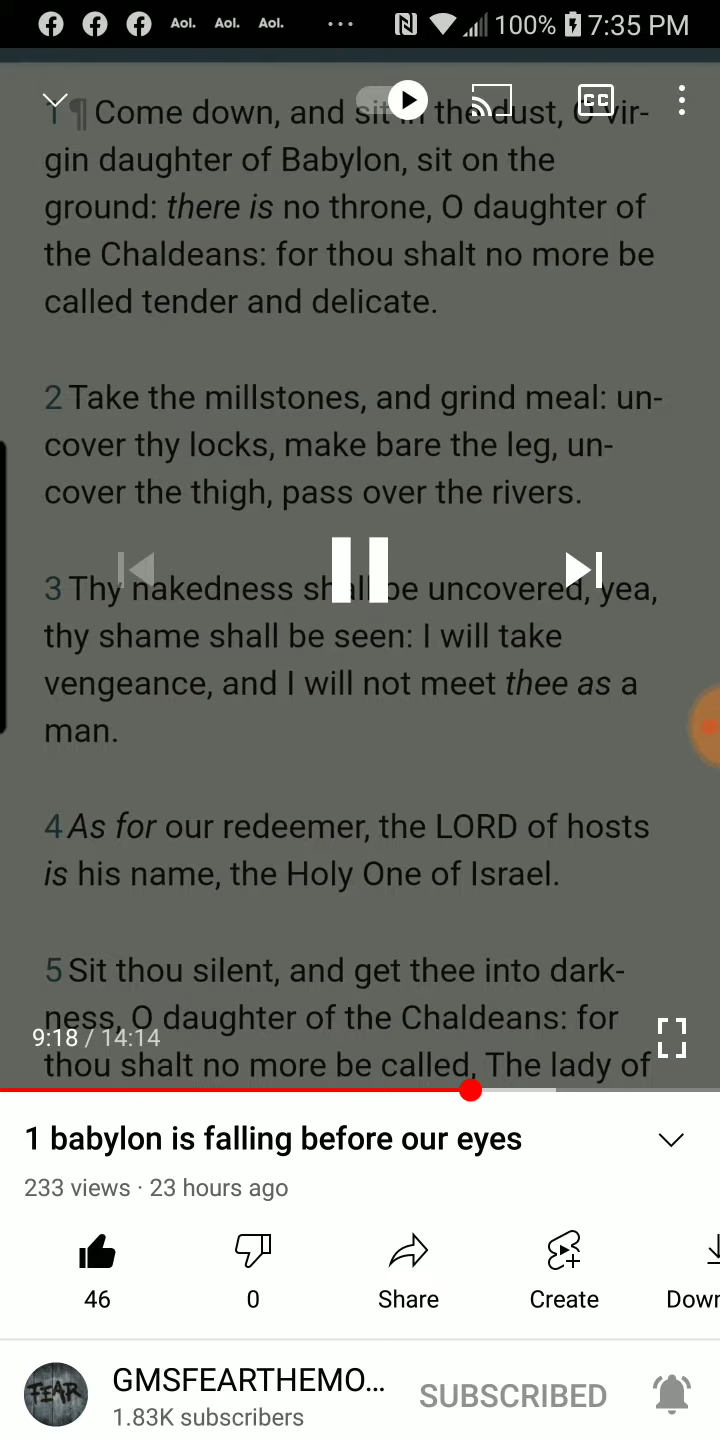 Aol. Aol. Aol. ... 100% 7:35 PM
1 ¶ Come down, and sit in the dust, O vir-
CC
gin daughter of Babylon, sit on the
ground: there is no throne, O daughter of
the Chaldeans: for thou shalt no more be
called tender and delicate.
2 Take the millstones, and grind meal: un-
cover thy locks, make bare the leg, un-
cover the thigh, pass over the rivers.
3 Thy nakedness shall be uncovered, yea,
thy shame shall be seen: I will take
vengeance, and I will not meet thee as a
man.
4 As for our redeemer, the LORD of hosts
is his name, the Holy One of Israel.
5 Sit thou silent, and get thee into dark-
ness, O daughter of the Chaldeans: for
9:18 / 14:14
thou shalt no more be called, The lady of
1 babylon is falling before our eyes
233 views · 23 hours ago
46 0 Share Create Down
FEAR
GMSFEARTHEMO... SUBSCRIBED
1.83K subscribers